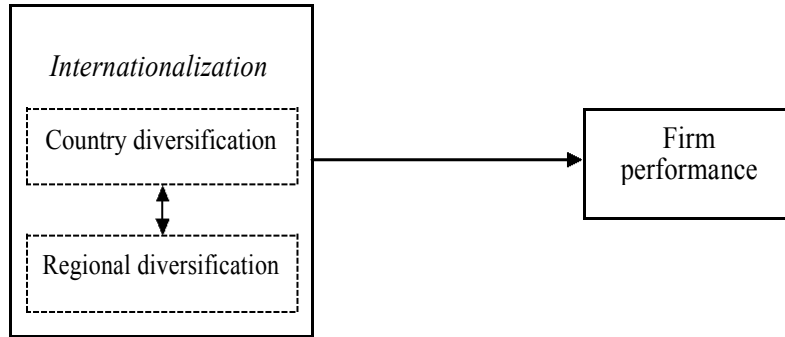 Internationalization
Country diversification
Regional diversification
Firm
performance